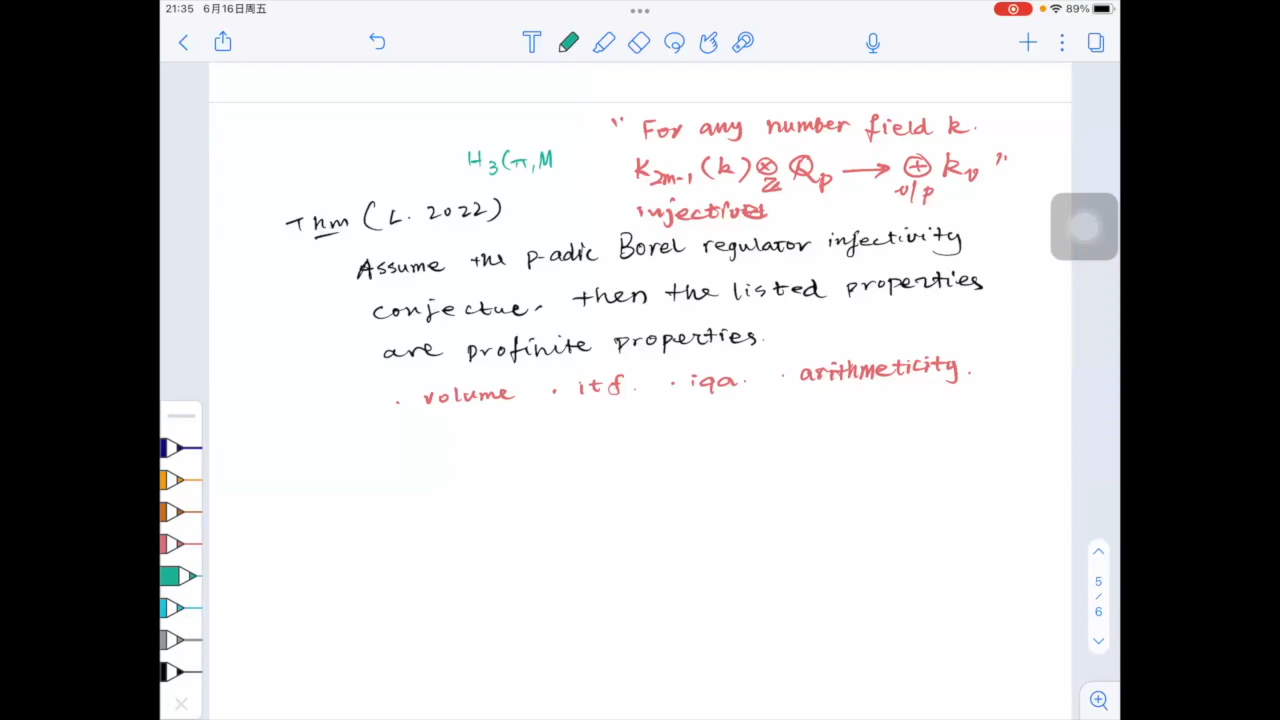 21:35 6月16日周五
89%
“ For any number field k.
H₃(π,M
K₂ₘ₋₁(k) ⊗_ℤ ℚₚ → ⊕_{v/p} kᵥ ”
injective
Thm (L. 2022)
Assume the p-adic Borel regulator injectivity
conjectue. then the listed properties
are profinite properties.
· volume · itf. · iqa. · arithmeticity.
5
/
6